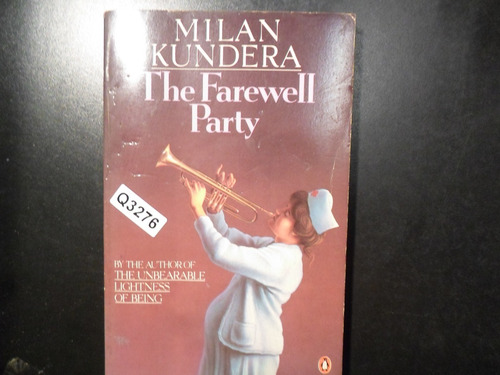 MILAN
KUNDERA
The Farewell
Party
Q3276
BY THE AUTHOR OF
THE UNBEARABLE
LIGHTNESS
OF BEING